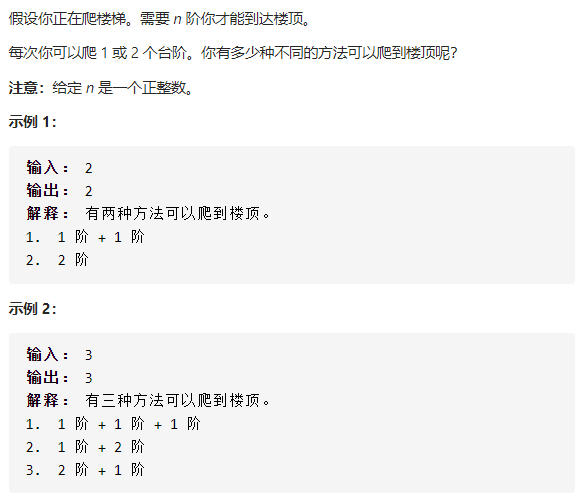 假设你正在爬楼梯。需要 n 阶你才能到达楼顶。
每次你可以爬 1 或 2 个台阶。你有多少种不同的方法可以爬到楼顶呢?
注意：给定 n 是一个正整数。
示例 1：
输入： 2
输出： 2
解释： 有两种方法可以爬到楼顶。
1. 1 阶 + 1 阶
2. 2 阶
示例 2：
输入： 3
输出： 3
解释： 有三种方法可以爬到楼顶。
1. 1 阶 + 1 阶 + 1 阶
2. 1 阶 + 2 阶
3. 2 阶 + 1 阶